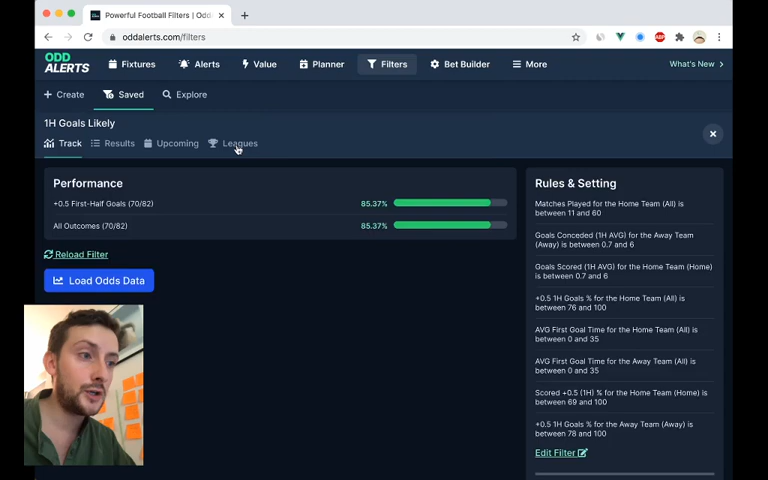 Powerful Football Filters | Odd
oddalerts.com/filters
ABP
ODD
ALERTS
Fixtures
Alerts
Value
Planner
Filters
Bet Builder
More
What's New
Create
Saved
Explore
1H Goals Likely
Track
Results
Upcoming
Leagues
Performance
+0.5 First-Half Goals (70/82)
85.37%
All Outcomes (70/82)
85.37%
Reload Filter
Load Odds Data
Rules & Setting
Matches Played for the Home Team (All) is
between 11 and 60
Goals Conceded (1H AVG) for the Away Team
(Away) is between 0.7 and 6
Goals Scored (1H AVG) for the Home Team (Home)
is between 0.7 and 6
+0.5 1H Goals % for the Home Team (All) is
between 76 and 100
AVG First Goal Time for the Home Team (All) is
between 0 and 35
AVG First Goal Time for the Away Team (All) is
between 0 and 35
Scored +0.5 (1H) % for the Home Team (Home) is
between 69 and 100
+0.5 1H Goals % for the Away Team (Away) is
between 78 and 100
Edit Filter